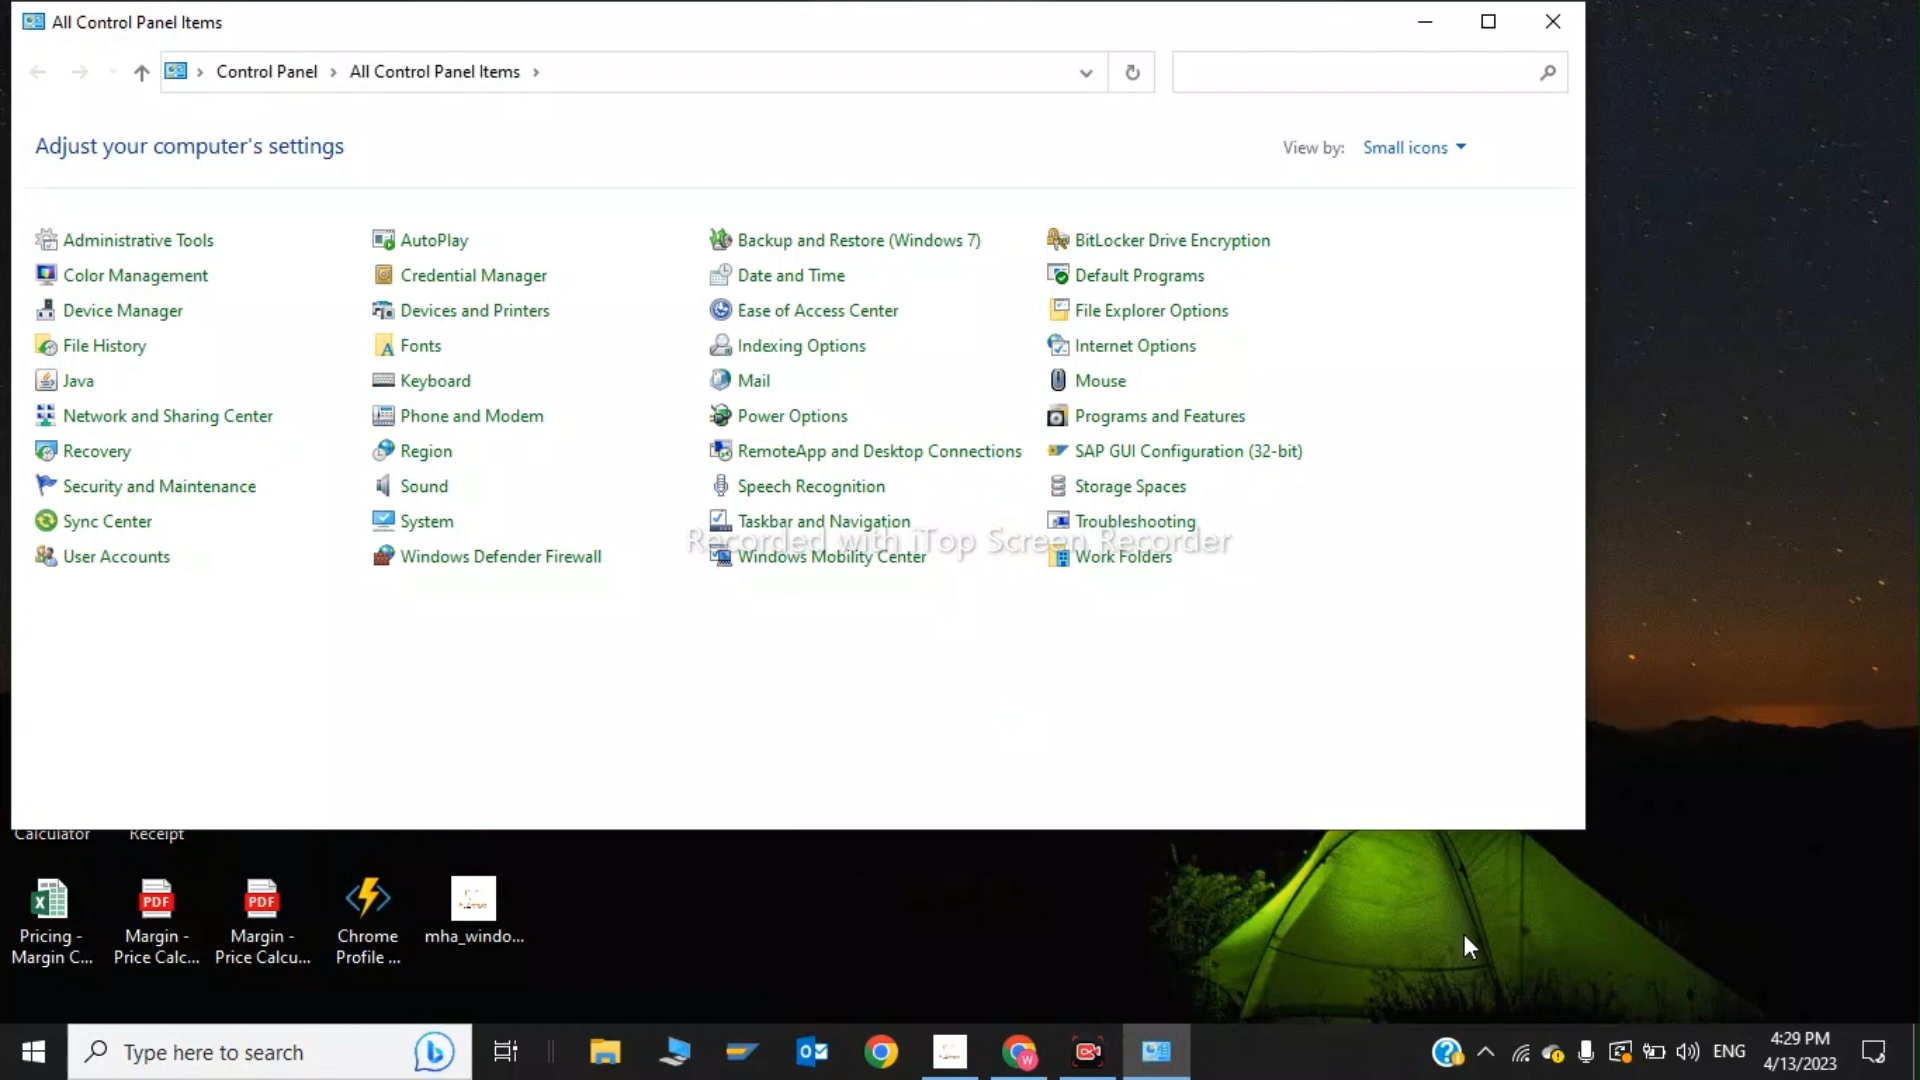 All Control Panel Items
Control Panel
All Control Panel Items
Adjust your computer's settings
View by: Small icons
Administrative Tools
AutoPlay
Backup and Restore (Windows 7)
BitLocker Drive Encryption
Color Management
Credential Manager
Date and Time
Default Programs
Device Manager
Devices and Printers
Ease of Access Center
File Explorer Options
File History
Fonts
Indexing Options
Internet Options
Java
Keyboard
Mail
Mouse
Network and Sharing Center
Phone and Modem
Power Options
Programs and Features
Recovery
Region
RemoteApp and Desktop Connections
SAP GUI Configuration (32-bit)
Security and Maintenance
Sound
Speech Recognition
Storage Spaces
Sync Center
System
Taskbar and Navigation
Troubleshooting
Recorded with iTop Screen Recorder
User Accounts
Windows Defender Firewall
Windows Mobility Center
Work Folders
Calculator
Receipt
PDF
PDF
Pricing -
Margin C...
Margin -
Price Calc...
Margin -
Price Calcu...
Chrome
Profile ...
mha_windo...
Type here to search
ENG
4:29 PM
4/13/2023